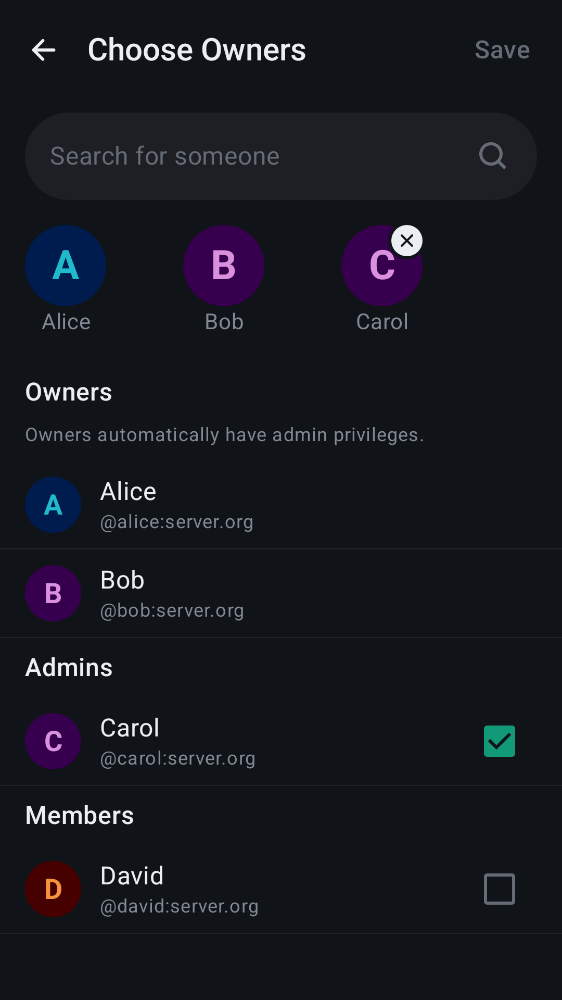 Choose Owners
Save
Search for someone
A
B
C
Alice
Bob
Carol
Owners
Owners automatically have admin privileges.
A
Alice
@alice:server.org
B
Bob
@bob:server.org
Admins
C
Carol
@carol:server.org
Members
D
David
@david:server.org